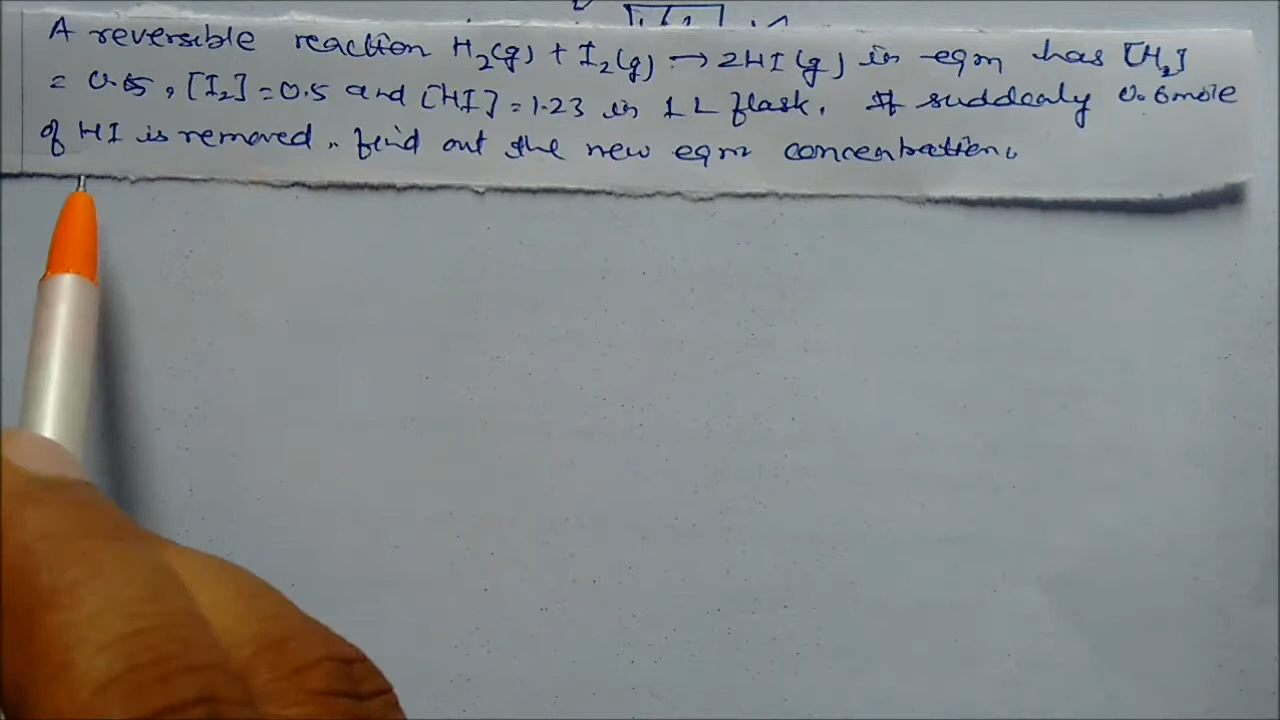 A reversible reaction H₂(g) + I₂(g) → 2HI(g) in eqm has [H₂]
= 0.5, [I₂] = 0.5 and [HI] = 1.23 in 1 L flask. If suddenly 0.6 mole
of HI is removed. find out the new eqm concentration.